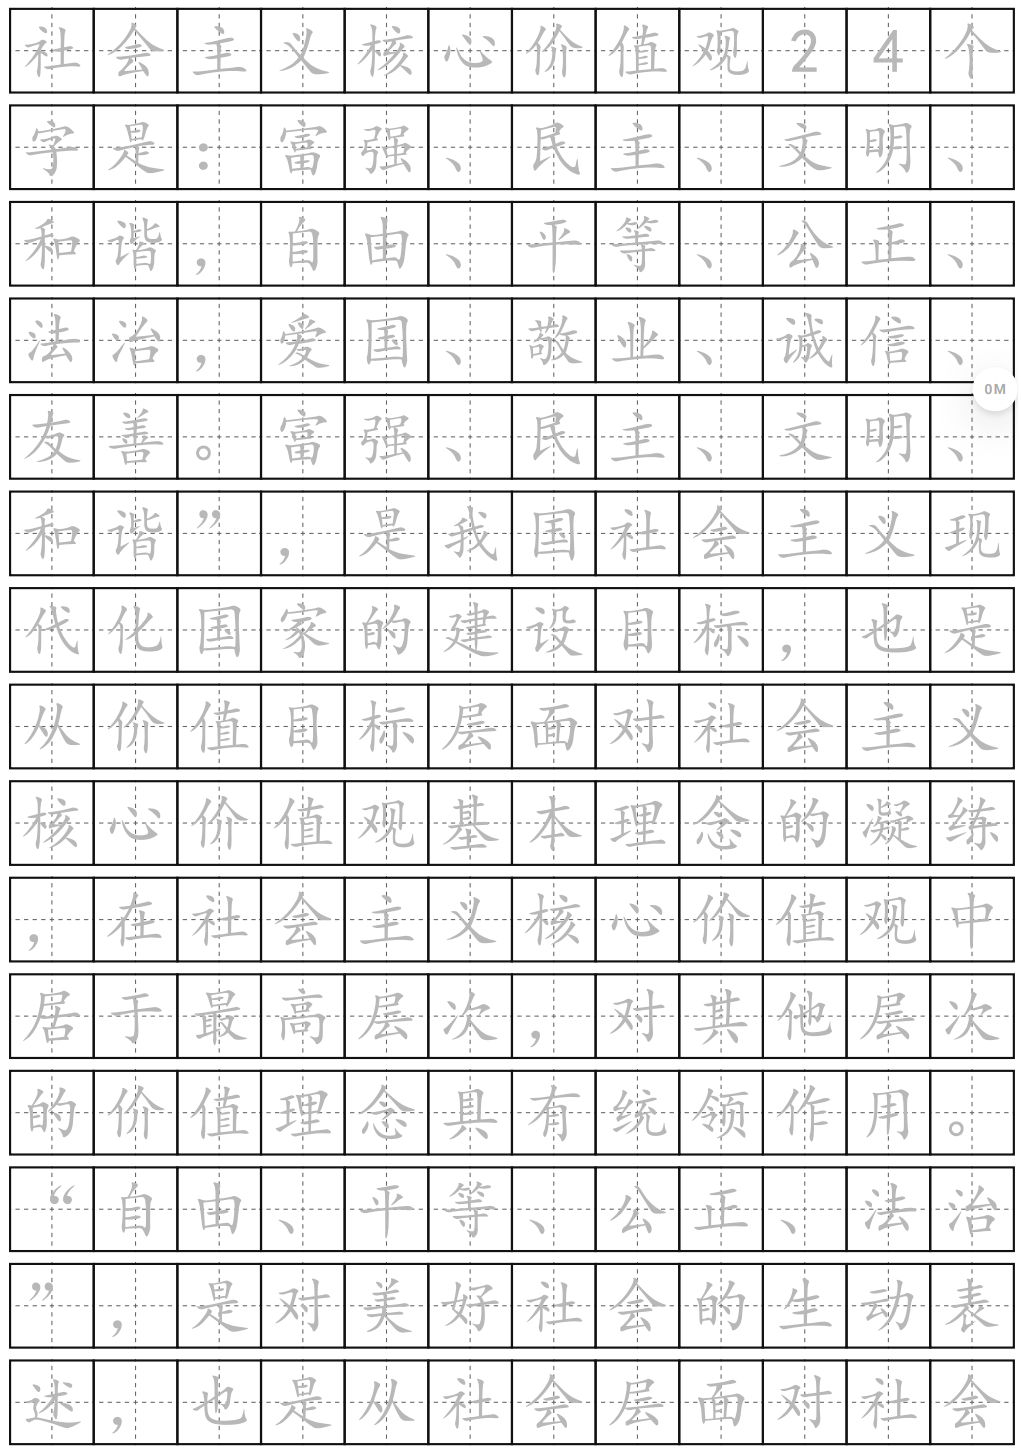 社会主义核心价值观24个
字是：富强、民主、文明、
和谐，自由、平等、公正、
法治，爱国、敬业、诚信、
0M
友善。富强、民主、文明、
和谐”，是我国社会主义现
代化国家的建设目标，也是
从价值目标层面对社会主义
核心价值观基本理念的凝练
，在社会主义核心价值观中
居于最高层次，对其他层次
的价值理念具有统领作用。
“自由、平等、公正、法治
”，是对美好社会的生动表
述，也是从社会层面对社会